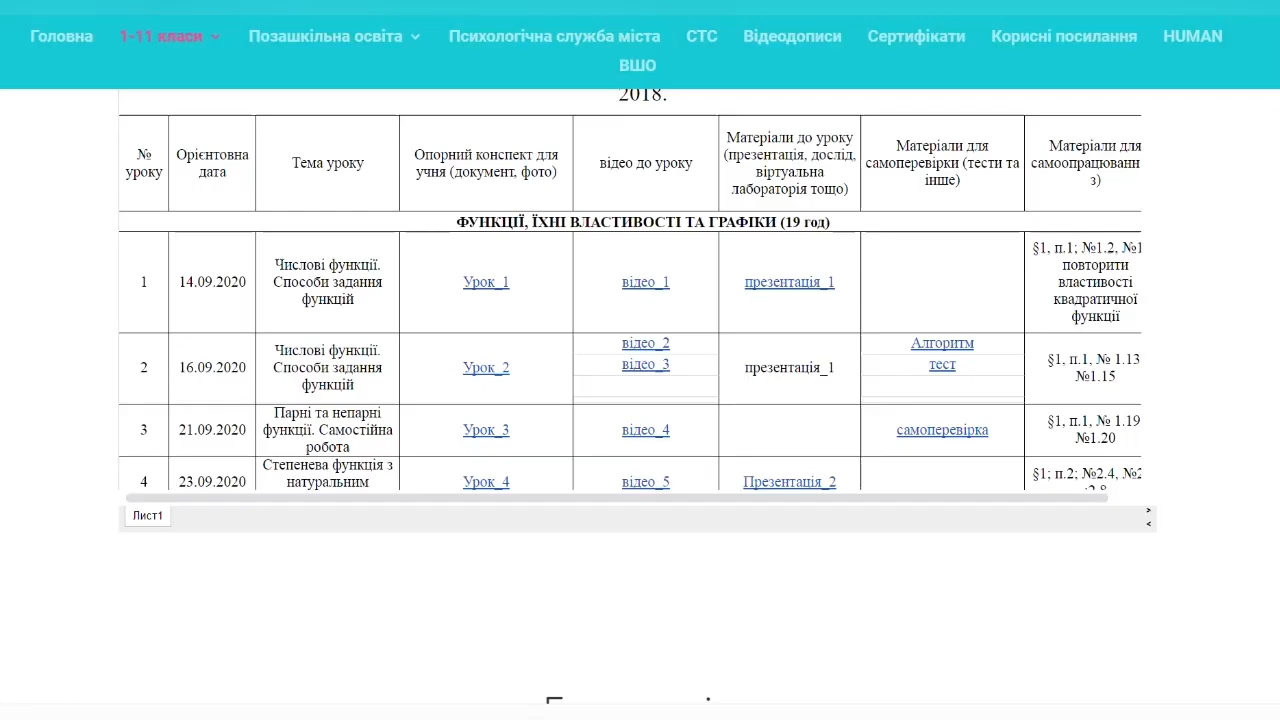 Головна 1-11 класи Позашкільна освіта Психологічна служба міста СТС Відеодописи Сертифікати Корисні посилання HUMAN
ВШО
2018.
№ уроку
Орієнтовна дата
Тема уроку
Опорний конспект для учня (документ, фото)
відео до уроку
Матеріали до уроку (презентація, дослід, віртуальна лабораторія тощо)
Матеріали для самоперевірки (тести та інше)
Матеріали для самоопрацюванн з)
ФУНКЦІЇ, ЇХНІ ВЛАСТИВОСТІ ТА ГРАФІКИ (19 год)
1
14.09.2020
Числові функції. Способи задання функцій
Урок_1
відео_1
презентація_1
§1, п.1; №1.2, №1 повторити властивості квадратичної функції
2
16.09.2020
Числові функції. Способи задання функцій
Урок_2
відео_2
відео_3
презентація_1
Алгоритм
тест
§1, п.1, № 1.13 №1.15
3
21.09.2020
Парні та непарні функції. Самостійна робота
Урок_3
відео_4
самоперевірка
§1, п.1, № 1.19 №1.20
4
23.09.2020
Степенева функція з натуральним
Урок_4
відео_5
Презентація_2
§1; п.2; №2.4, №2
Лист1